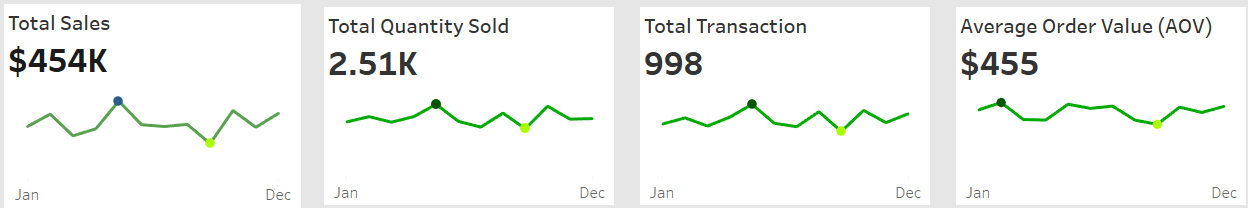 Total Sales
$454K
Jan Dec
Total Quantity Sold
2.51K
Jan Dec
Total Transaction
998
Jan Dec
Average Order Value (AOV)
$455
Jan Dec